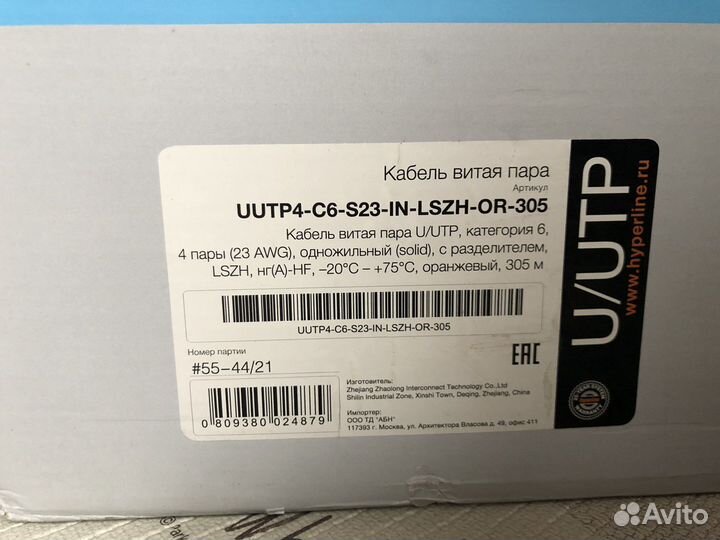 Кабель витая пара
Артикул
UUTP4-C6-S23-IN-LSZH-OR-305
Кабель витая пара U/UTP, категория 6,
4 пары (23 AWG), одножильный (solid), с разделителем,
LSZH, нг(А)-HF, –20°C – +75°C, оранжевый, 305 м
UUTP4-C6-S23-IN-LSZH-OR-305
Номер партии
#55–44/21
EAC
0 809380 024879
Изготовитель:
Zhejiang Zhaolong Interconnect Technology Co.,Ltd
Shilin Industrial Zone, Xinshi Town, Deqing, Zhejiang, China
Импортер:
ООО ТД "АБН"
117393 г. Москва, ул. Архитектора Власова д. 49, офис 411
U/UTP
www.hyperline.ru
WARRANTY
Avito